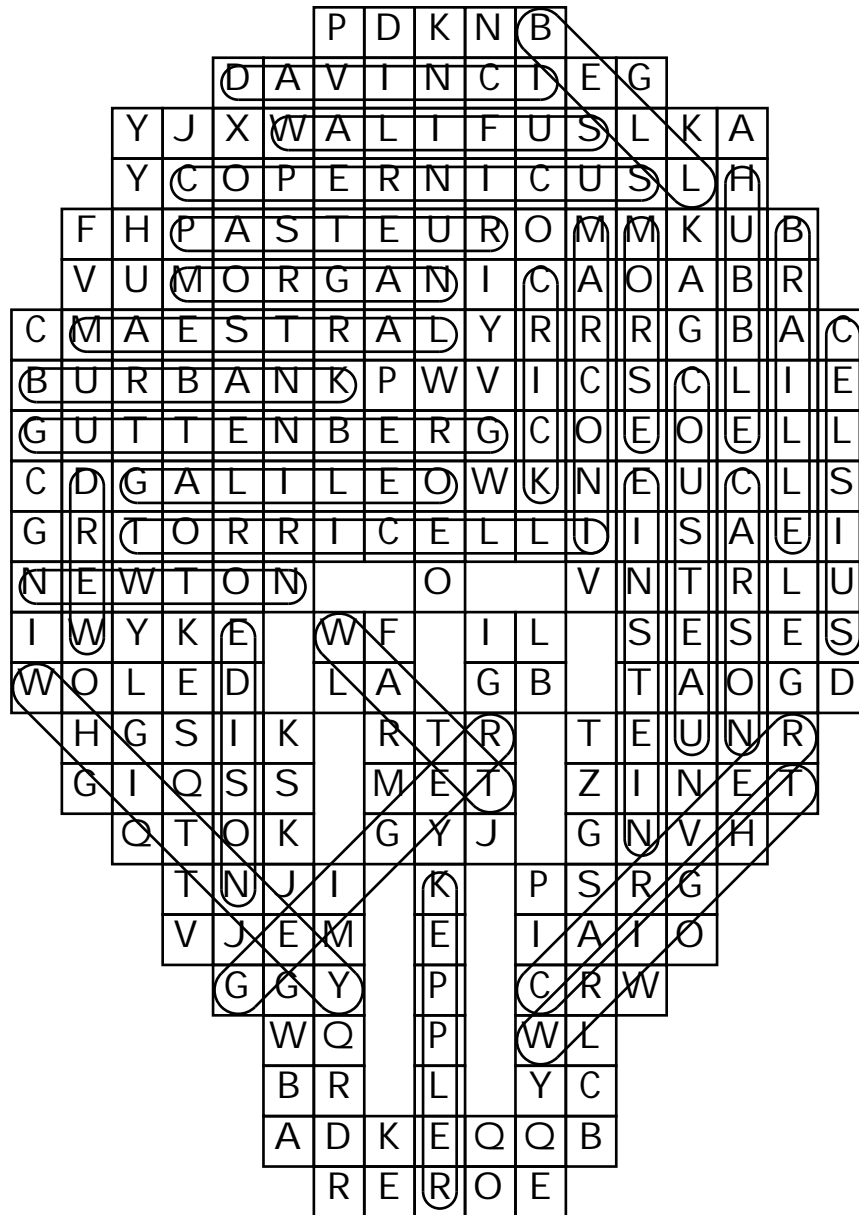 P D K N B
D A V I N C I E G
Y J X W A L I F U S L K A
Y C O P E R N I C U S L H
F H P A S T E U R O M M K U B
V U M O R G A N I C A O A B R
C M A E S T R A L Y R R R G B A C
B U R B A N K P W V I C S C L I E
G U T T E N B E R G C O E O E L L
C D G A L I L E O W K N E U C L S
G R T O R R I C E L L I I S A E I
N E W T O N O V N T R L U
I W Y K E W F I L S E S E S
W O L E D L A G B T A O G D
H G S I K R T R T E U N R
G I Q S S M E T Z I N E T
Q T O K G Y J G N V H
T N J I K P S R G
V J E M E I A I O
G G Y P C R W
W Q P W L
B R L Y C
A D K E Q Q B
R E R O E